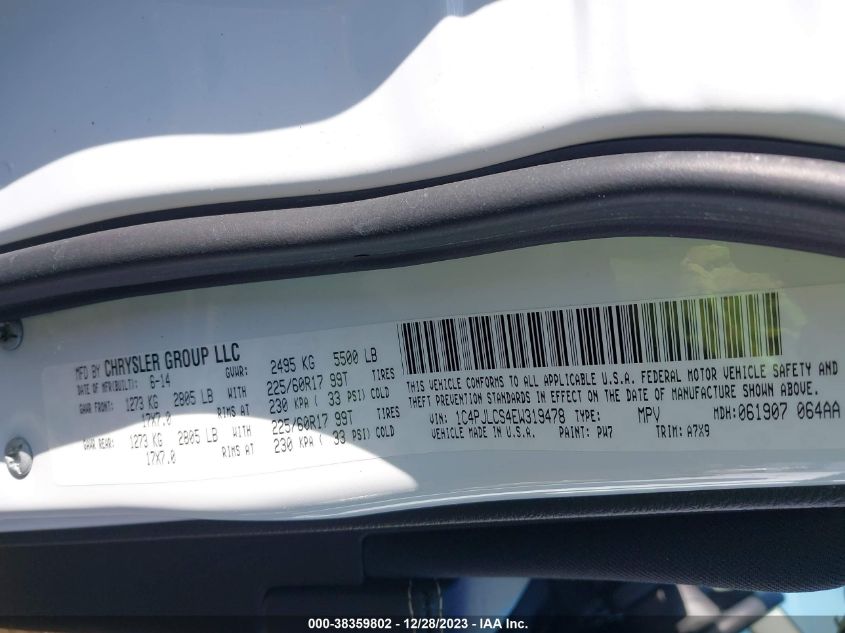 MFD BY CHRYSLER GROUP LLC
DATE OF MFR(BUILT): 6-14 GVWR: 2495 KG 5500 LB
GAWR FRONT: 1273 KG 2805 LB WITH 225/60R17 99T TIRES
17X7.0 RIMS AT 230 KPA ( 33 PSI) COLD
GAWR REAR: 1273 KG 2805 LB WITH 225/60R17 99T TIRES
17X7.0 RIMS AT 230 KPA ( 33 PSI) COLD
THIS VEHICLE CONFORMS TO ALL APPLICABLE U.S.A. FEDERAL MOTOR VEHICLE SAFETY AND
THEFT PREVENTION STANDARDS IN EFFECT ON THE DATE OF MANUFACTURE SHOWN ABOVE.
VIN: 1C4PJLCS4EW319478 TYPE: MPV MDH: 061907 064AA
VEHICLE MADE IN U.S.A. PAINT: PW7 TRIM: A7X9
000-38359802 - 12/28/2023 - IAA Inc.